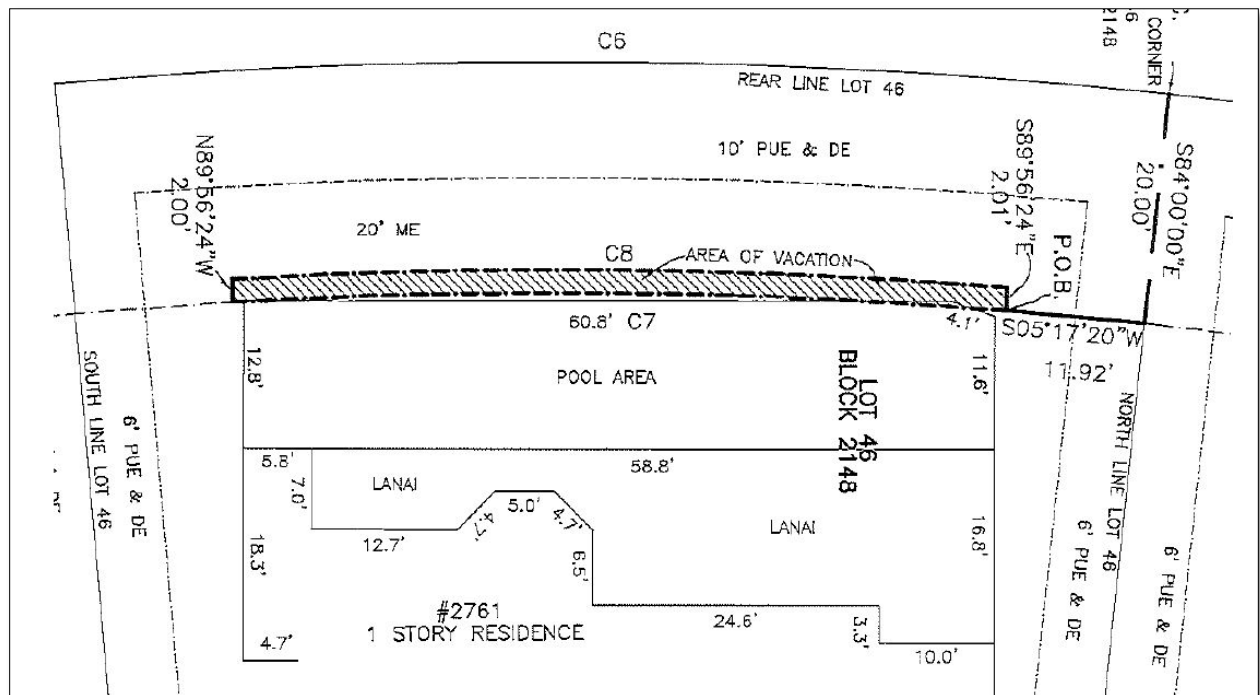 C6
REAR LINE LOT 46
CORNER
6
2148
S84°00'00"E
20.00'
10' PUE & DE
N89°56'24"W
2.00'
S89°56'24"E
2.01'
20' ME
C8
AREA OF VACATION
P.O.B.
60.8'
C7
4.1'
S05°17'20"W
11.92'
12.8'
POOL AREA
LOT 46
BLOCK 2148
11.6'
SOUTH LINE LOT 46
6' PUE & DE
5.8'
58.8'
7.0'
LANAI
5.0'
4.7'
4.7'
12.7'
LANAI
16.8'
NORTH LINE LOT 46
6' PUE & DE
6' PUE & DE
18.3'
6.5'
#2761
1 STORY RESIDENCE
24.6'
3.3'
4.7'
10.0'